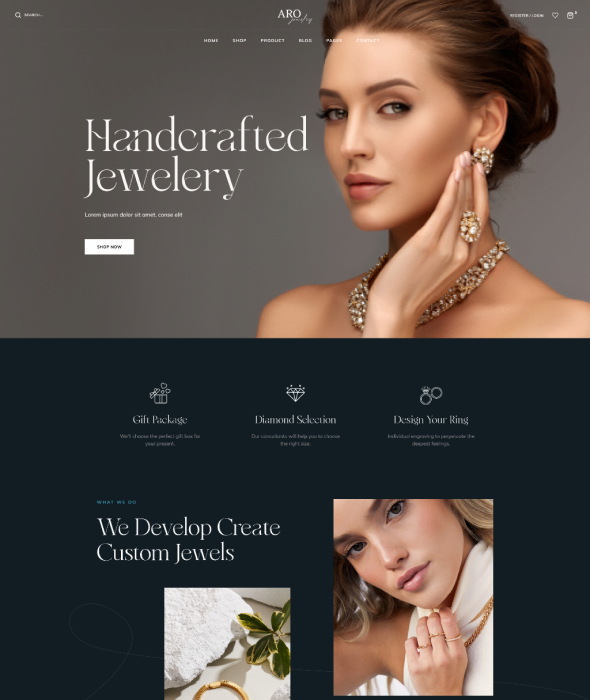 SEARCH...
ARO
jewelry
REGISTER / LOGIN
0
HOME SHOP PRODUCT BLOG PAGES CONTACT
Handcrafted
Jewelery
Lorem ipsum dolor sit amet, conse elit
SHOP NOW
Gift Package
We'll choose the perfect gift box for
your present.
Diamond Selection
Our consultants will help you to choose
the right size.
Design Your Ring
Individual engraving to perpetuate the
deepest feelings.
WHAT WE DO
We Develop Create
Custom Jewels